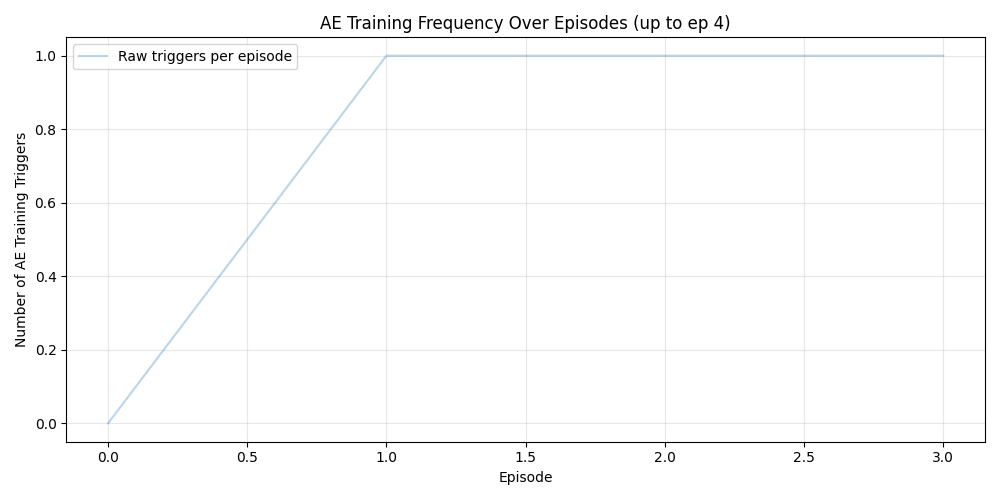 AE Training Frequency Over Episodes (up to ep 4)
Raw triggers per episode
Number of AE Training Triggers
1.0
0.8
0.6
0.4
0.2
0.0
0.0 0.5 1.0 1.5 2.0 2.5 3.0
Episode